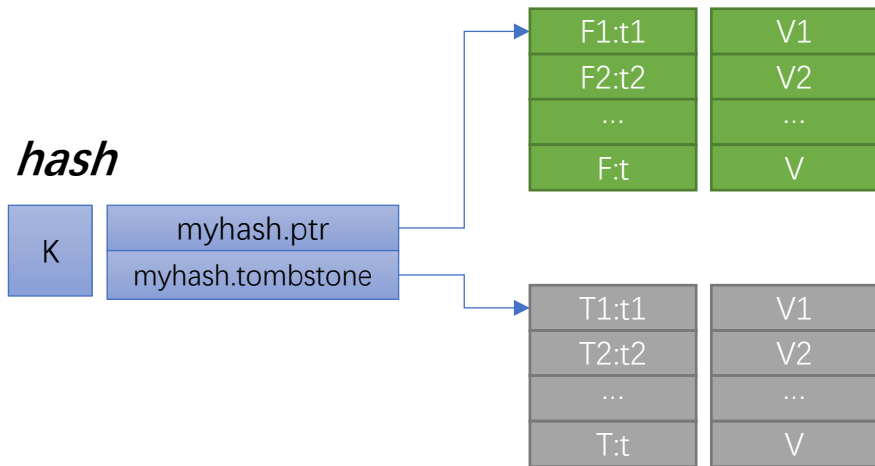 hash
K
myhash.ptr
myhash.tombstone
F1:t1 V1
F2:t2 V2
... ...
F:t V
T1:t1 V1
T2:t2 V2
... ...
T:t V